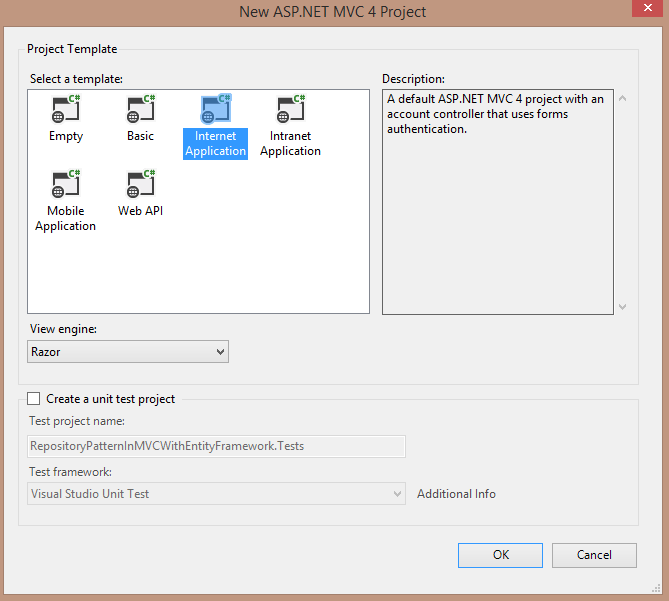 New ASP.NET MVC 4 Project
Project Template
Select a template:
Description:
C#
C#
C#
C#
Empty
Basic
Internet
Application
Intranet
Application
A default ASP.NET MVC 4 project with an
account controller that uses forms
authentication.
C#
C#
Mobile
Application
Web API
View engine:
Razor
Create a unit test project
Test project name:
RepositoryPatternInMVCWithEntityFramework.Tests
Test framework:
Visual Studio Unit Test
Additional Info
OK
Cancel